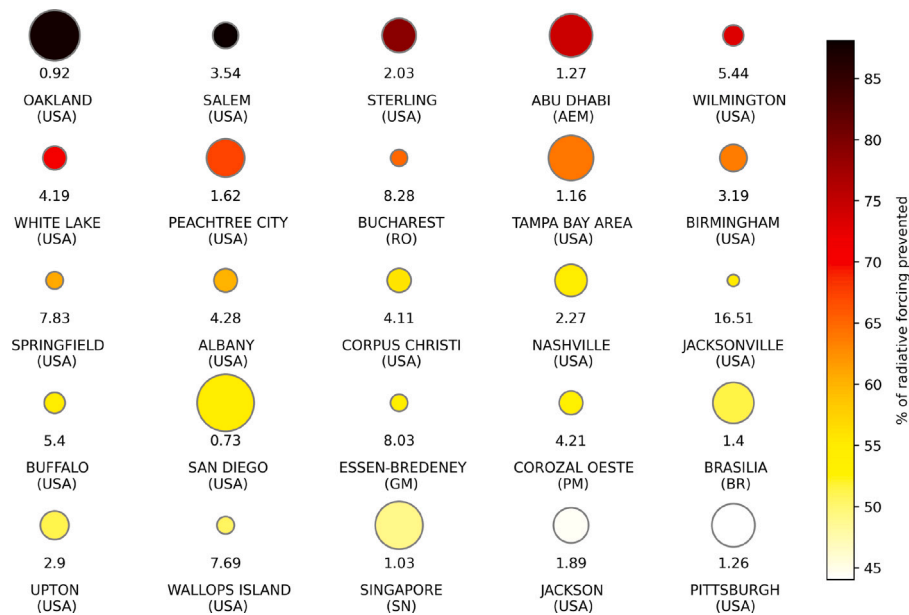 0.92 3.54 2.03 1.27 5.44
OAKLAND SALEM STERLING ABU DHABI WILMINGTON
(USA) (USA) (USA) (AEM) (USA)
4.19 1.62 8.28 1.16 3.19
WHITE LAKE PEACHTREE CITY BUCHAREST TAMPA BAY AREA BIRMINGHAM
(USA) (USA) (RO) (USA) (USA)
7.83 4.28 4.11 2.27 16.51
SPRINGFIELD ALBANY CORPUS CHRISTI NASHVILLE JACKSONVILLE
(USA) (USA) (USA) (USA) (USA)
5.4 0.73 8.03 4.21 1.4
BUFFALO SAN DIEGO ESSEN-BREDENEY COROZAL OESTE BRASILIA
(USA) (USA) (GM) (PM) (BR)
2.9 7.69 1.03 1.89 1.26
UPTON WALLOPS ISLAND SINGAPORE JACKSON PITTSBURGH
(USA) (USA) (SN) (USA) (USA)
85
80
75
70
65
60
55
50
45
% of radiative forcing prevented